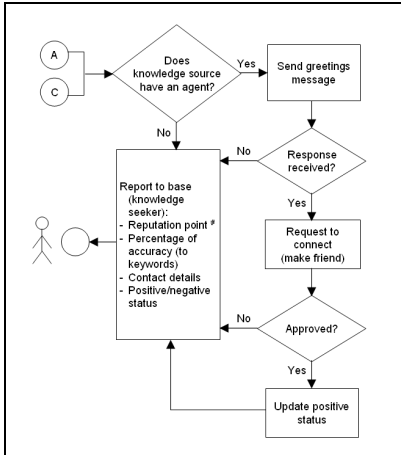 A
C
Does
knowledge source
have an agent?
Yes
Send greetings
message
No
No
Response
received?
Yes
Report to base
(knowledge
seeker):
- Reputation point #
- Percentage of
accuracy (to
keywords)
- Contact details
- Positive/negative
status
Request to
connect
(make friend)
No
Approved?
Yes
Update positive
status